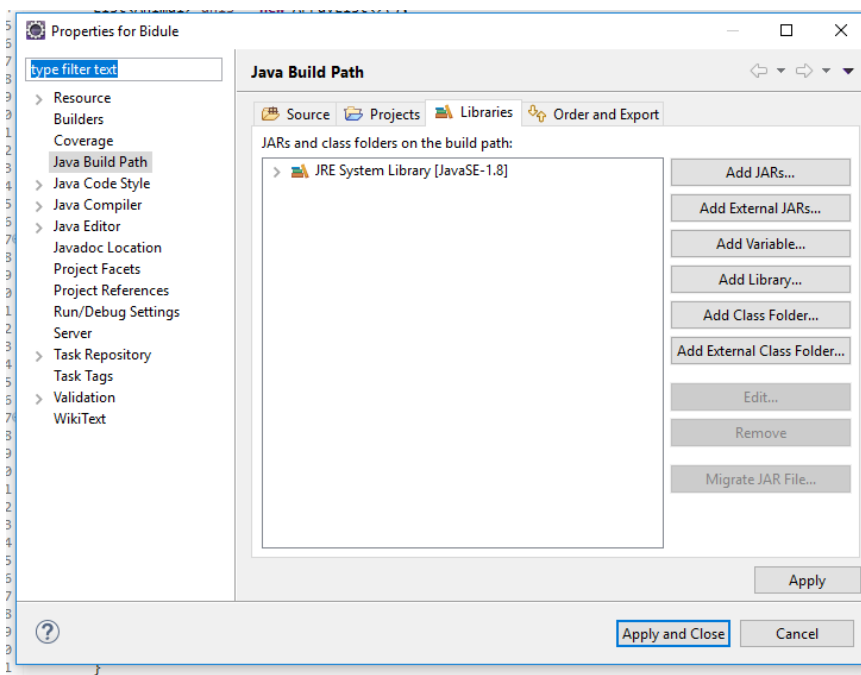 Properties for Bidule
type filter text
Resource
Builders
Coverage
Java Build Path
Java Code Style
Java Compiler
Java Editor
Javadoc Location
Project Facets
Project References
Run/Debug Settings
Server
Task Repository
Task Tags
Validation
WikiText
Java Build Path
Source Projects Libraries Order and Export
JARs and class folders on the build path:
JRE System Library [JavaSE-1.8]
Add JARs...
Add External JARs...
Add Variable...
Add Library...
Add Class Folder...
Add External Class Folder...
Edit...
Remove
Migrate JAR File...
Apply
Apply and Close Cancel
}